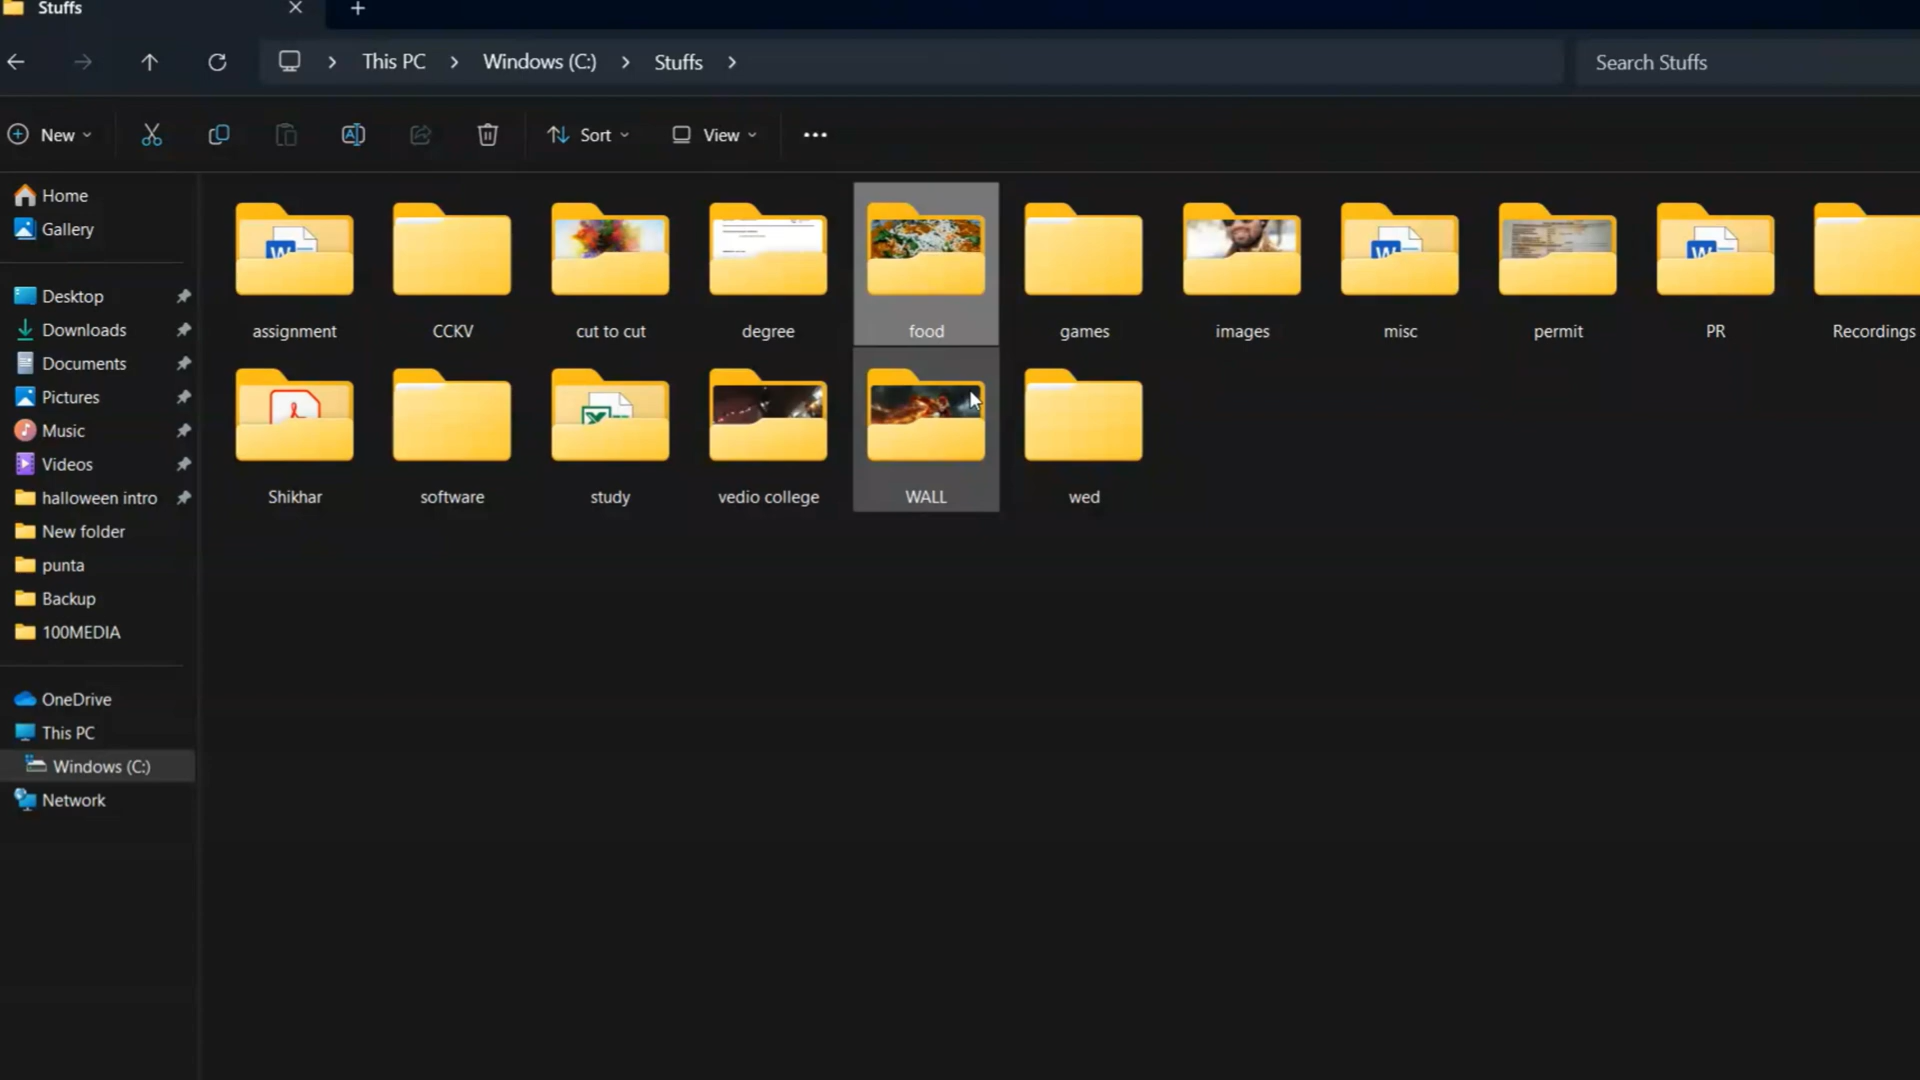 Stuffs
This PC
Windows (C:)
Stuffs
Search Stuffs
New
Sort
View
Home
Gallery
Desktop
Downloads
Documents
Pictures
Music
Videos
halloween intro
New folder
punta
Backup
100MEDIA
OneDrive
This PC
Windows (C:)
Network
assignment
CCKV
cut to cut
degree
food
games
images
misc
permit
PR
Recordings
Shikhar
software
study
vedio college
WALL
wed